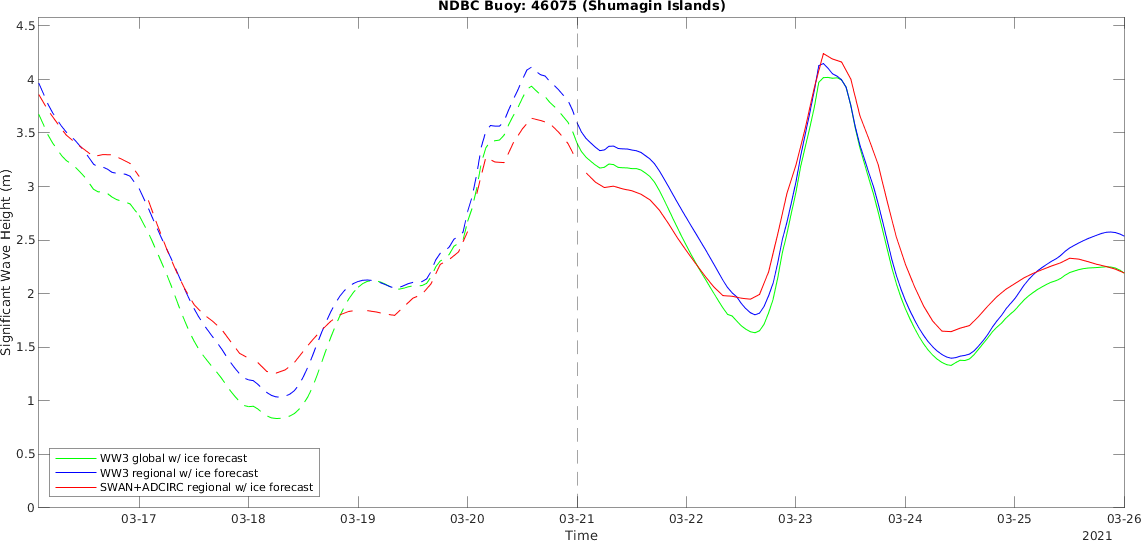 NDBC Buoy: 46075 (Shumagin Islands)
Significant Wave Height (m)
4.5
4
3.5
3
2.5
2
1.5
1
0.5
0
WW3 global w/ ice forecast
WW3 regional w/ ice forecast
SWAN+ADCIRC regional w/ ice forecast
03-17 03-18 03-19 03-20 03-21 03-22 03-23 03-24 03-25 03-26
Time
2021